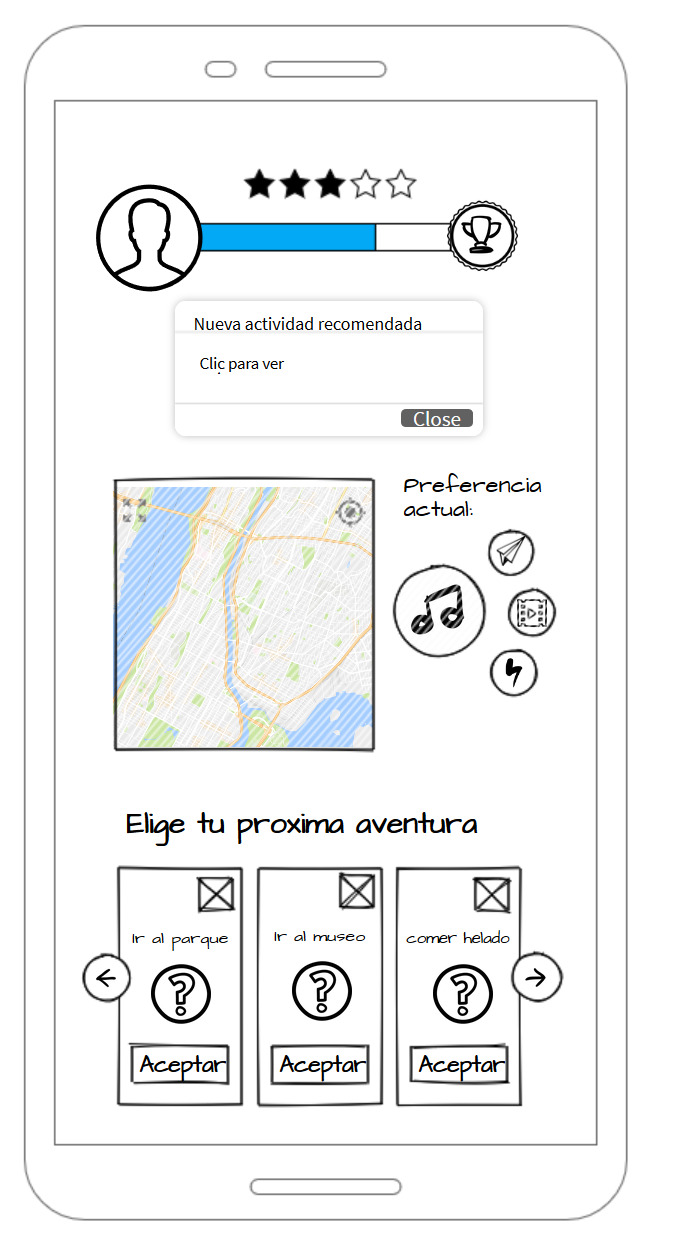 Nueva actividad recomendada
Clic para ver
Close
Preferencia
actual:
Elige tu proxima aventura
Ir al parque
Ir al museo
comer helado
Aceptar
Aceptar
Aceptar